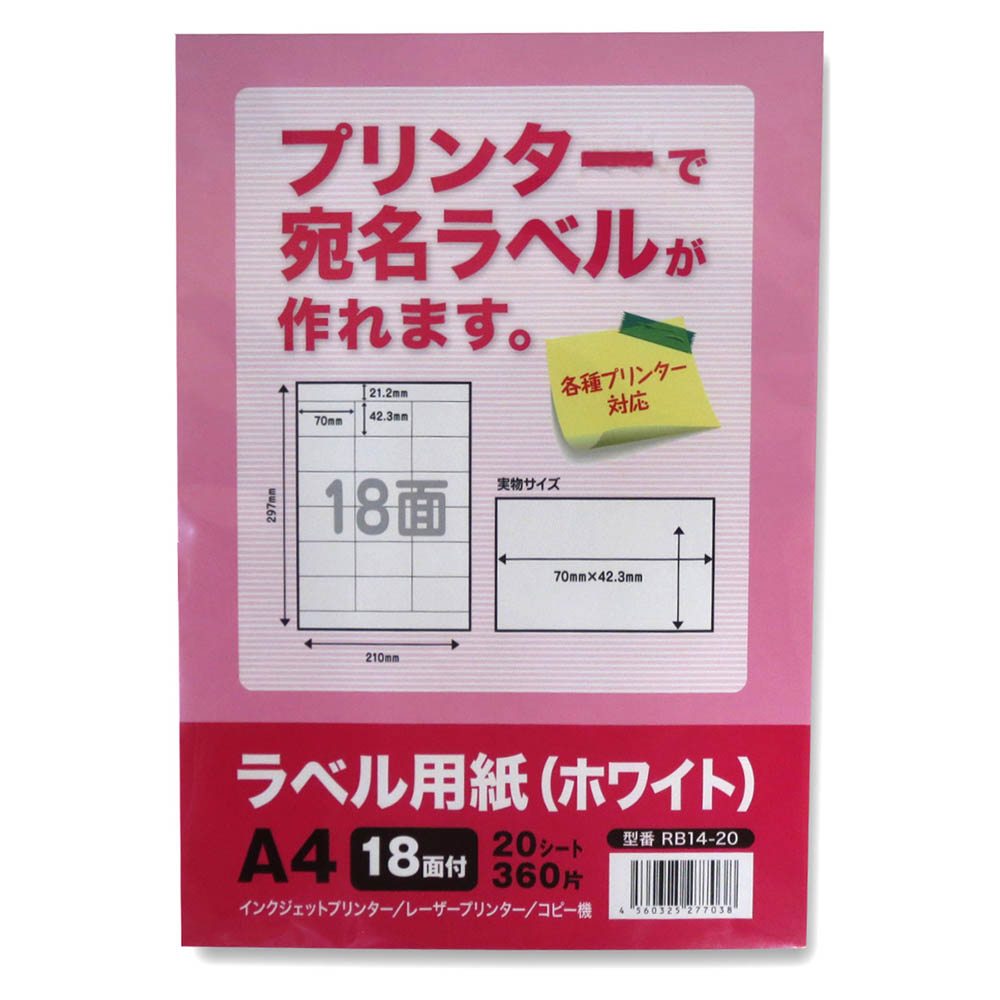 プリンターで
宛名ラベルが
作れます。
各種プリンター
対応
21.2mm
70mm
42.3mm
297mm
18面
210mm
実物サイズ
70mm×42.3mm
ラベル用紙(ホワイト)
A4 18面付 20シート
360片
インクジェットプリンター/レーザープリンター/コピー機
型番 RB14-20
4 560325 277038